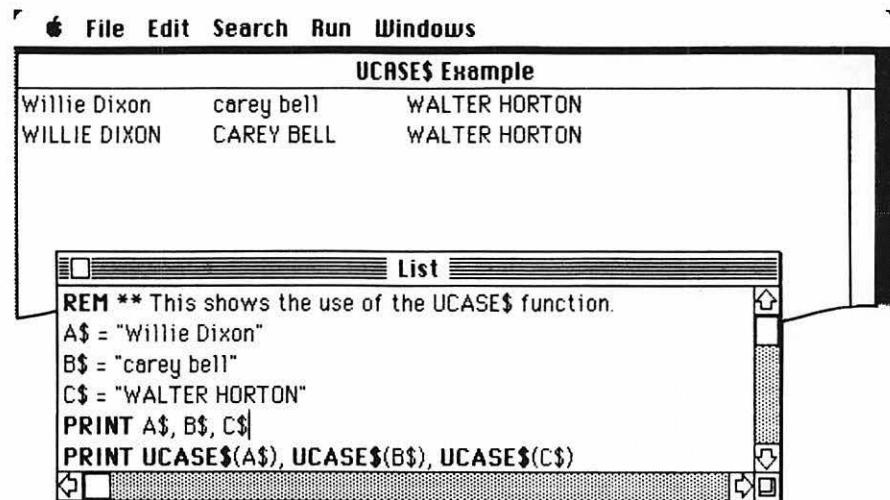 File Edit Search Run Windows
UCASE$ Example
Willie Dixon carey bell WALTER HORTON
WILLIE DIXON CAREY BELL WALTER HORTON
List
REM ** This shows the use of the UCASE$ function.
A$ = "Willie Dixon"
B$ = "carey bell"
C$ = "WALTER HORTON"
PRINT A$, B$, C$
PRINT UCASE$(A$), UCASE$(B$), UCASE$(C$)